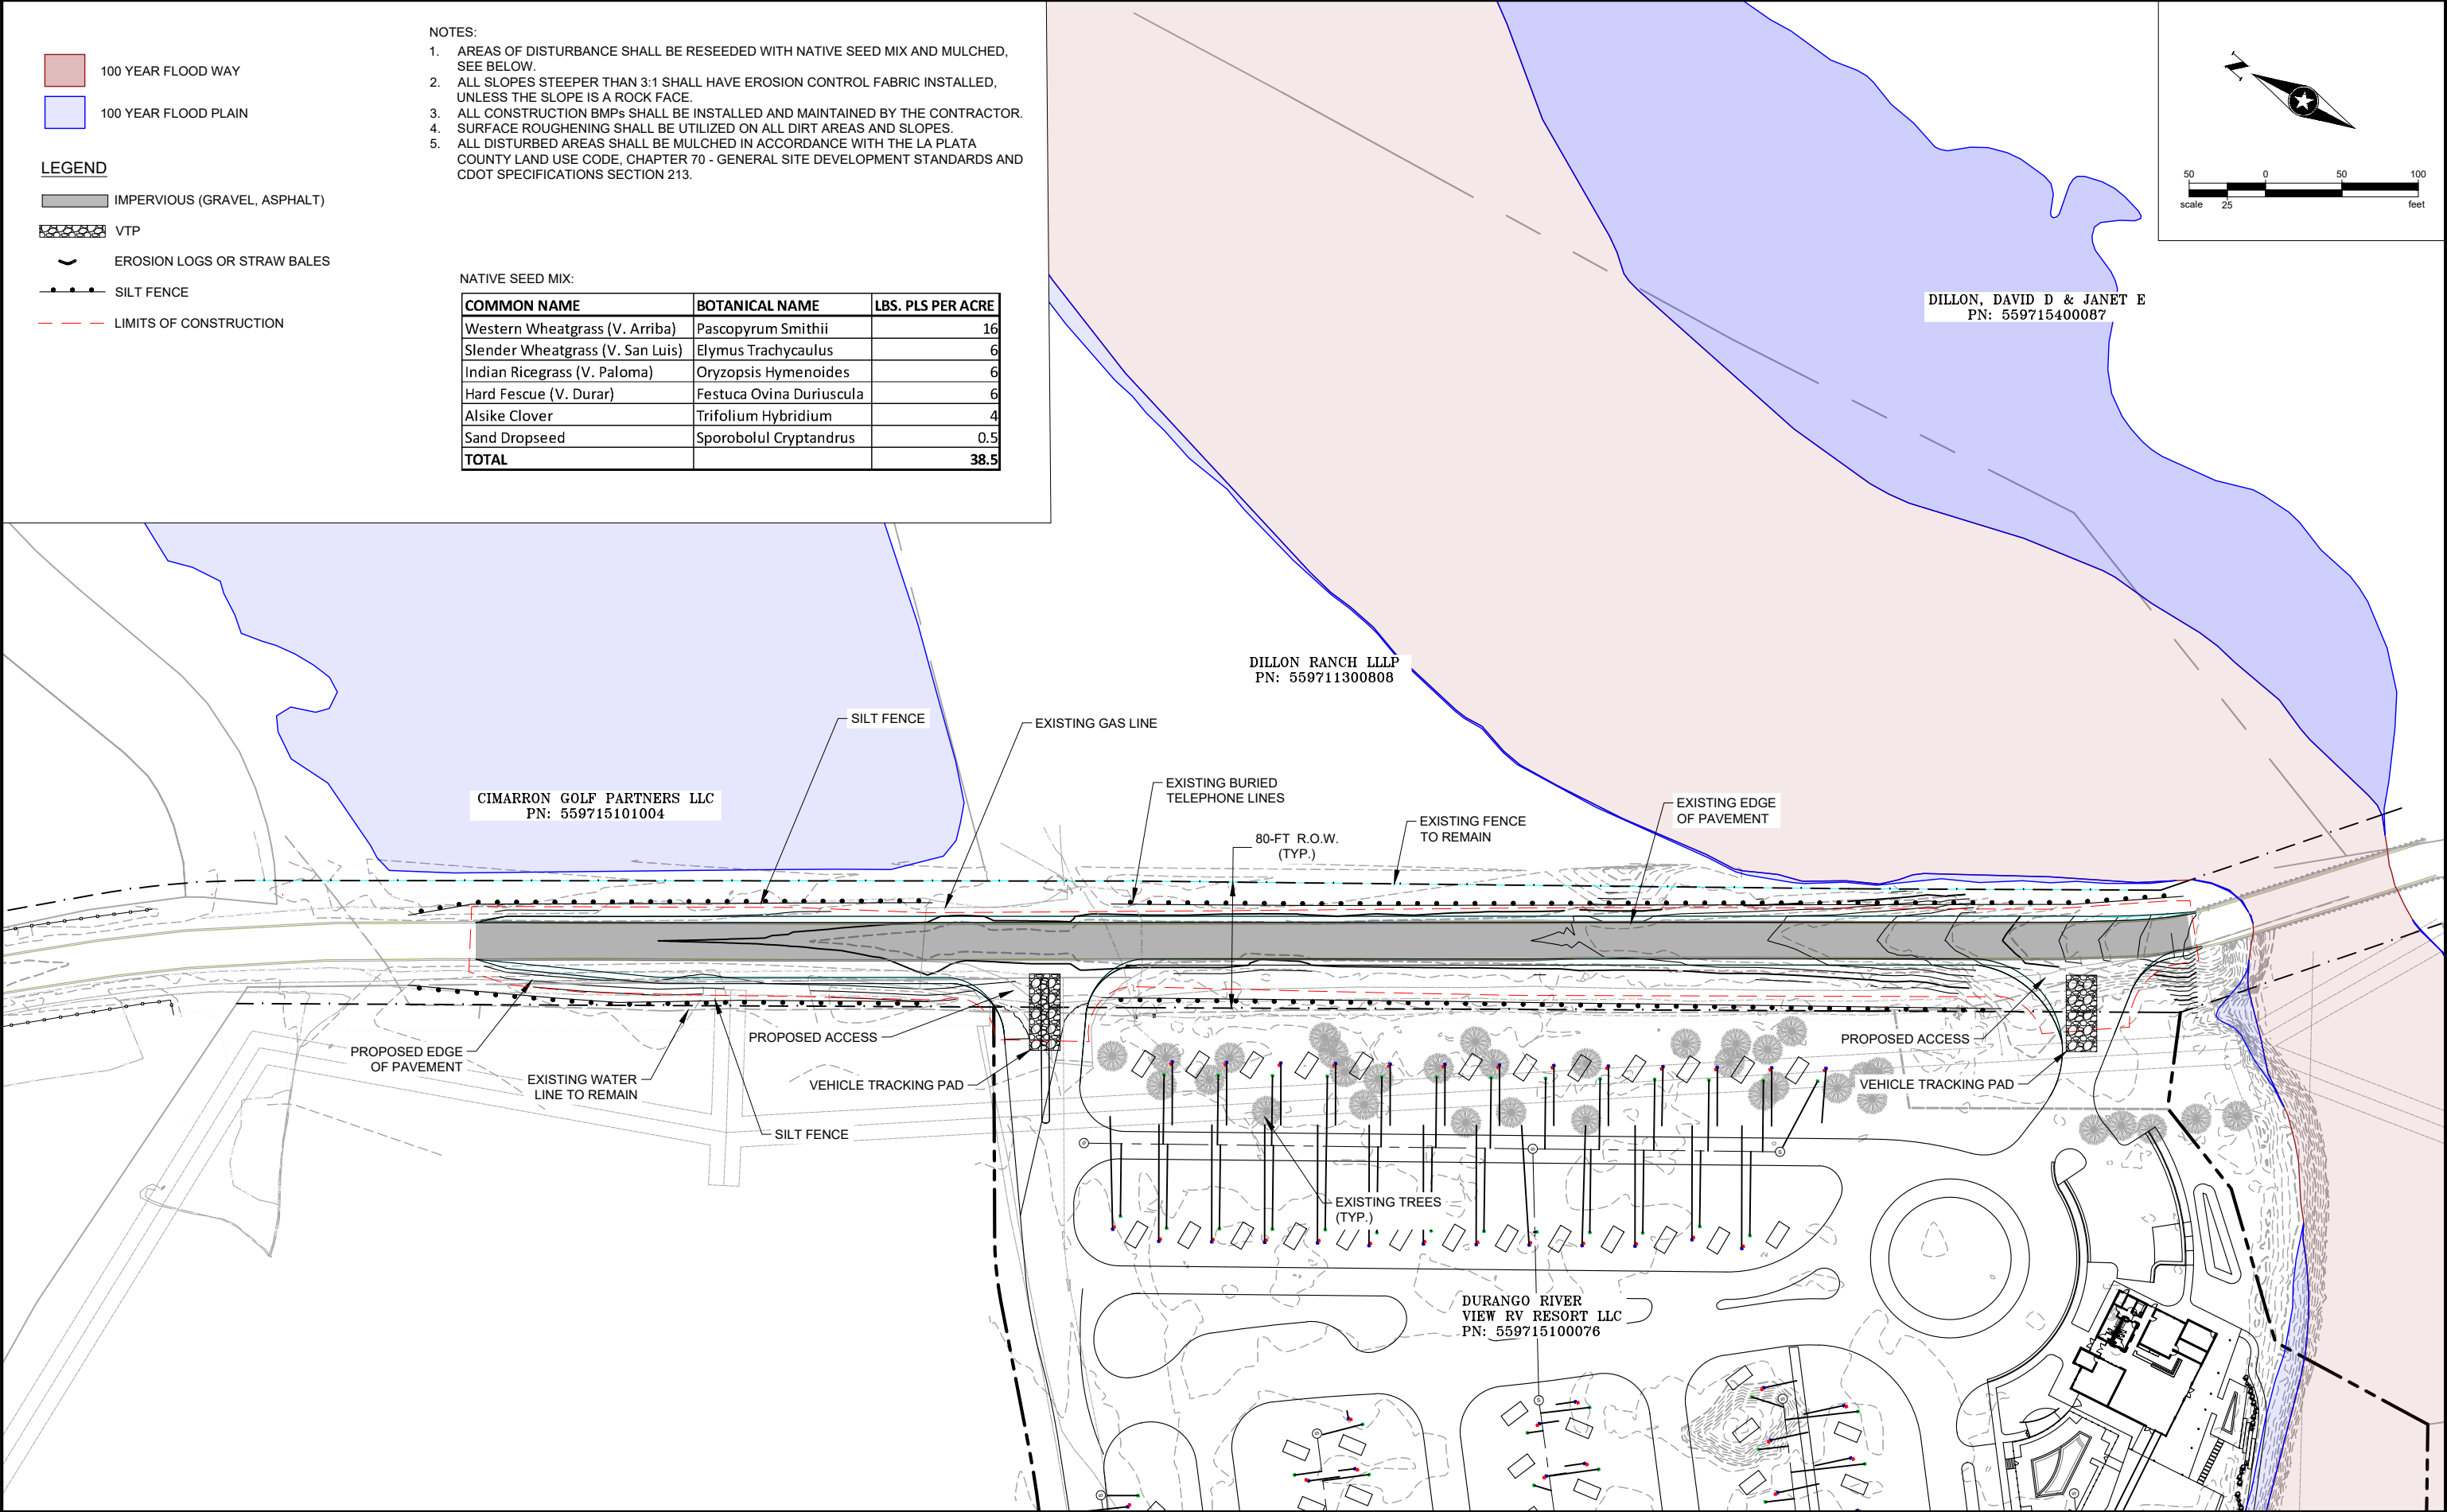 100 YEAR FLOOD WAY
100 YEAR FLOOD PLAIN
LEGEND
IMPERVIOUS (GRAVEL, ASPHALT)
VTP
EROSION LOGS OR STRAW BALES
SILT FENCE
LIMITS OF CONSTRUCTION
NOTES:
1. AREAS OF DISTURBANCE SHALL BE RESEEDED WITH NATIVE SEED MIX AND MULCHED,
SEE BELOW.
2. ALL SLOPES STEEPER THAN 3:1 SHALL HAVE EROSION CONTROL FABRIC INSTALLED,
UNLESS THE SLOPE IS A ROCK FACE.
3. ALL CONSTRUCTION BMPs SHALL BE INSTALLED AND MAINTAINED BY THE CONTRACTOR.
4. SURFACE ROUGHENING SHALL BE UTILIZED ON ALL DIRT AREAS AND SLOPES.
5. ALL DISTURBED AREAS SHALL BE MULCHED IN ACCORDANCE WITH THE LA PLATA
COUNTY LAND USE CODE, CHAPTER 70 - GENERAL SITE DEVELOPMENT STANDARDS AND
CDOT SPECIFICATIONS SECTION 213.
NATIVE SEED MIX:
COMMON NAME BOTANICAL NAME LBS. PLS PER ACRE
Western Wheatgrass (V. Arriba) Pascopyrum Smithii 16
Slender Wheatgrass (V. San Luis) Elymus Trachycaulus 6
Indian Ricegrass (V. Paloma) Oryzopsis Hymenoides 6
Hard Fescue (V. Durar) Festuca Ovina Duriuscula 6
Alsike Clover Trifolium Hybridium 4
Sand Dropseed Sporobolul Cryptandrus 0.5
TOTAL 38.5
N
50 0 50 100
scale 25 feet
DILLON, DAVID D & JANET E
PN: 559715400087
DILLON RANCH LLLP
PN: 559711300808
SILT FENCE
EXISTING GAS LINE
CIMARRON GOLF PARTNERS LLC
PN: 559715101004
EXISTING BURIED
TELEPHONE LINES
80-FT R.O.W.
(TYP.)
EXISTING FENCE
TO REMAIN
EXISTING EDGE
OF PAVEMENT
PROPOSED EDGE
OF PAVEMENT
EXISTING WATER
LINE TO REMAIN
SILT FENCE
PROPOSED ACCESS
VEHICLE TRACKING PAD
PROPOSED ACCESS
VEHICLE TRACKING PAD
EXISTING TREES
(TYP.)
DURANGO RIVER
VIEW RV RESORT LLC
PN: 559715100076